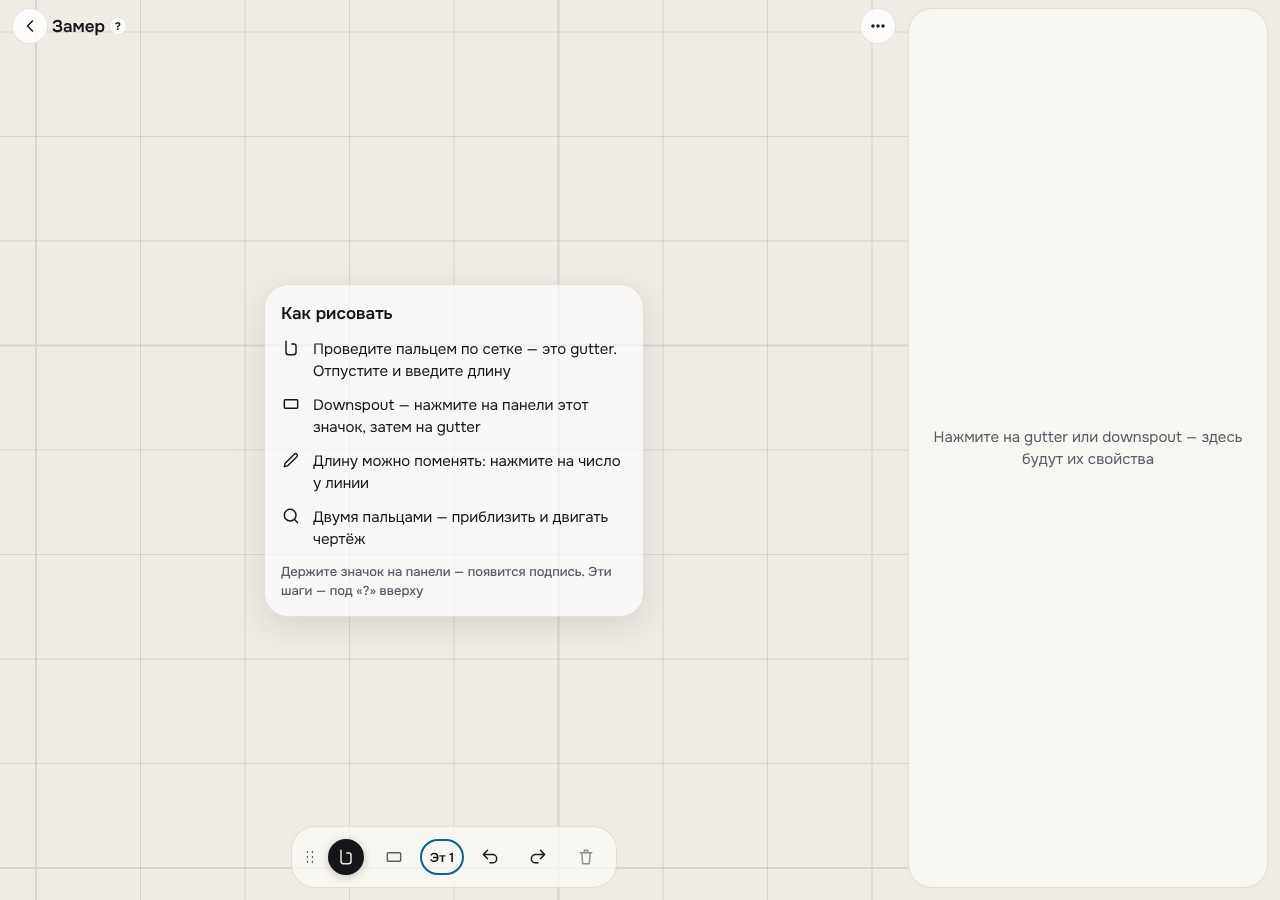 Замер ?
Как рисовать
Проведите пальцем по сетке — это gutter.
Отпустите и введите длину
Downspout — нажмите на панели этот
значок, затем на gutter
Длину можно поменять: нажмите на число
у линии
Двумя пальцами — приблизить и двигать
чертёж
Держите значок на панели — появится подпись. Эти
шаги — под «?» вверху
Нажмите на gutter или downspout — здесь
будут их свойства
Эт 1